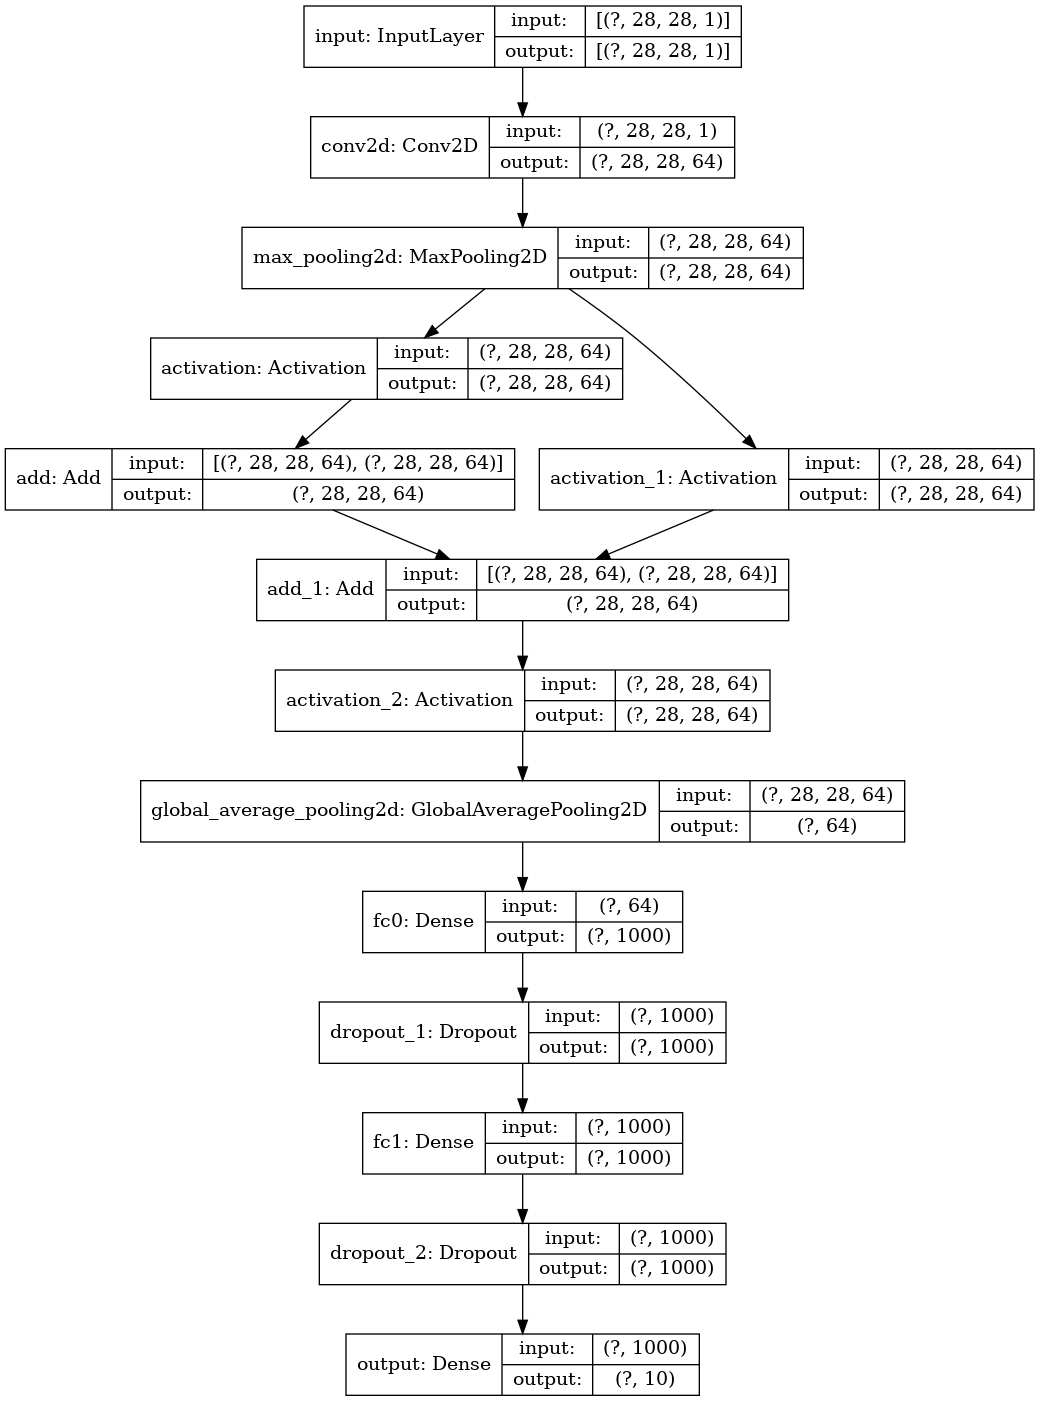 input: InputLayer
input: [(?, 28, 28, 1)]
output: [(?, 28, 28, 1)]
conv2d: Conv2D
input: (?, 28, 28, 1)
output: (?, 28, 28, 64)
max_pooling2d: MaxPooling2D
input: (?, 28, 28, 64)
output: (?, 28, 28, 64)
activation: Activation
input: (?, 28, 28, 64)
output: (?, 28, 28, 64)
add: Add
input: [(?, 28, 28, 64), (?, 28, 28, 64)]
output: (?, 28, 28, 64)
activation_1: Activation
input: (?, 28, 28, 64)
output: (?, 28, 28, 64)
add_1: Add
input: [(?, 28, 28, 64), (?, 28, 28, 64)]
output: (?, 28, 28, 64)
activation_2: Activation
input: (?, 28, 28, 64)
output: (?, 28, 28, 64)
global_average_pooling2d: GlobalAveragePooling2D
input: (?, 28, 28, 64)
output: (?, 64)
fc0: Dense
input: (?, 64)
output: (?, 1000)
dropout_1: Dropout
input: (?, 1000)
output: (?, 1000)
fc1: Dense
input: (?, 1000)
output: (?, 1000)
dropout_2: Dropout
input: (?, 1000)
output: (?, 1000)
output: Dense
input: (?, 1000)
output: (?, 10)